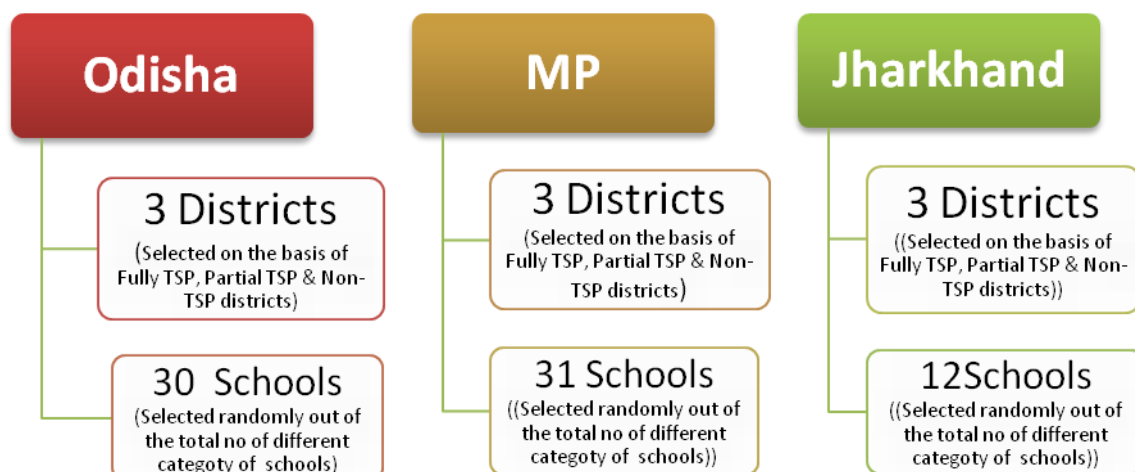 Odisha
3 Districts
(Selected on the basis of
Fully TSP, Partial TSP & Non-
TSP districts)
30 Schools
(Selected randomly out of
the total no of different
categoty of schools)
MP
3 Districts
(Selected on the basis of
Fully TSP, Partial TSP & Non-
TSP districts)
31 Schools
((Selected randomly out of
the total no of different
categoty of schools))
Jharkhand
3 Districts
((Selected on the basis of
Fully TSP, Partial TSP & Non-
TSP districts))
12Schools
((Selected randomly out of
the total no of different
categoty of schools))